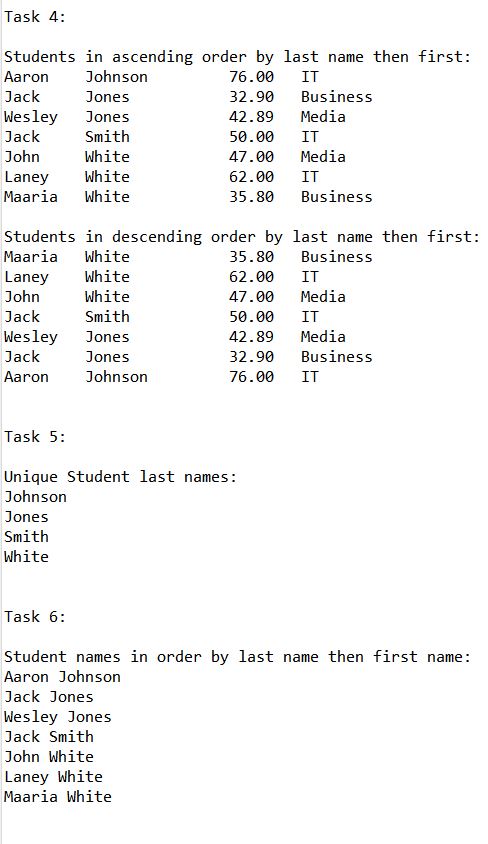 Task 4:
Students in ascending order by last name then first:
Aaron    Johnson         76.00   IT
Jack     Jones           32.90   Business
Wesley   Jones           42.89   Media
Jack     Smith           50.00   IT
John     White           47.00   Media
Laney    White           62.00   IT
Maaria   White           35.80   Business
Students in descending order by last name then first:
Maaria   White           35.80   Business
Laney    White           62.00   IT
John     White           47.00   Media
Jack     Smith           50.00   IT
Wesley   Jones           42.89   Media
Jack     Jones           32.90   Business
Aaron    Johnson         76.00   IT
Task 5:
Unique Student last names:
Johnson
Jones
Smith
White
Task 6:
Student names in order by last name then first name:
Aaron Johnson
Jack Jones
Wesley Jones
Jack Smith
John White
Laney White
Maaria White